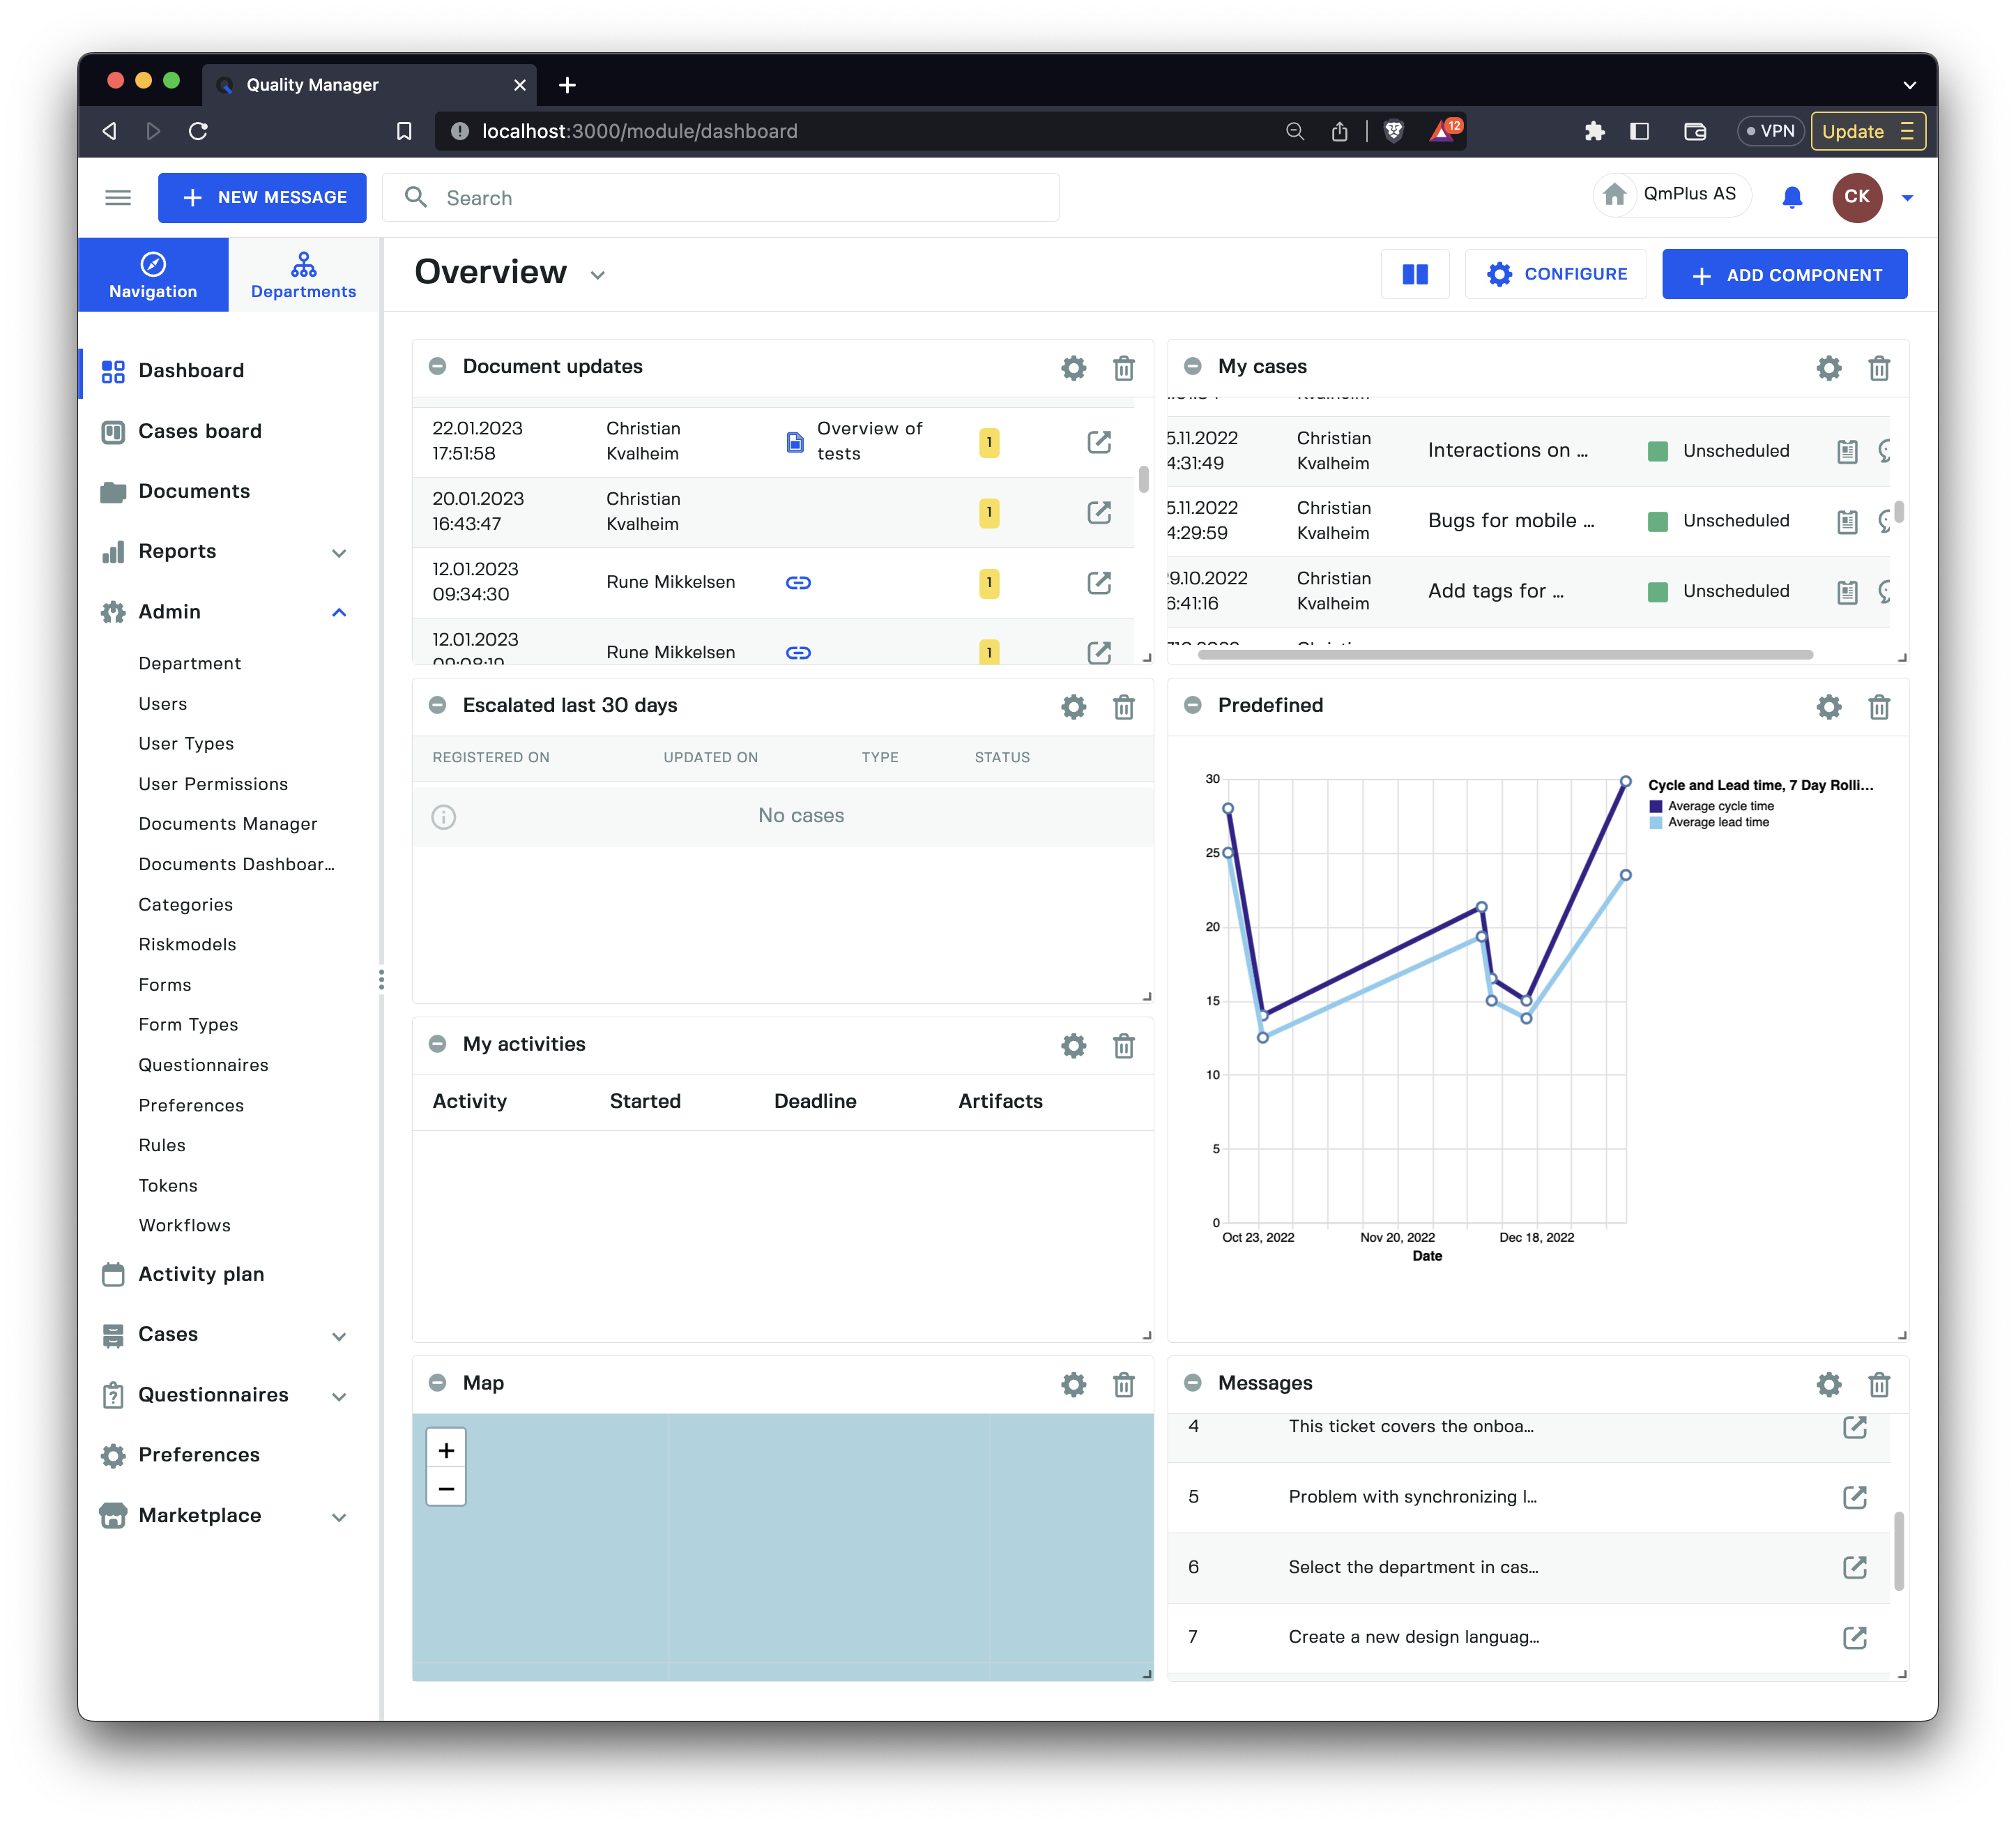 Quality Manager
localhost:3000/module/dashboard
12
VPN
Update
NEW MESSAGE
Search
QmPlus AS
CK
Navigation
Departments
Overview
CONFIGURE
ADD COMPONENT
Dashboard
Cases board
Documents
Reports
Admin
Department
Users
User Types
User Permissions
Documents Manager
Documents Dashboar...
Categories
Riskmodels
Forms
Form Types
Questionnaires
Preferences
Rules
Tokens
Workflows
Activity plan
Cases
Questionnaires
Preferences
Marketplace
Document updates
22.01.2023
17:51:58
Christian
Kvalheim
Overview of
tests
1
20.01.2023
16:43:47
Christian
Kvalheim
1
12.01.2023
09:34:30
Rune Mikkelsen
1
12.01.2023
09:08:19
Rune Mikkelsen
1
My cases
5.11.2022
4:31:49
Christian
Kvalheim
Interactions on ...
Unscheduled
5.11.2022
4:29:59
Christian
Kvalheim
Bugs for mobile ...
Unscheduled
9.10.2022
6:41:16
Christian
Kvalheim
Add tags for ...
Unscheduled
Escalated last 30 days
REGISTERED ON
UPDATED ON
TYPE
STATUS
No cases
Predefined
30
25
20
15
10
5
0
Oct 23, 2022
Nov 20, 2022
Dec 18, 2022
Date
Cycle and Lead time, 7 Day Rolli...
Average cycle time
Average lead time
My activities
Activity
Started
Deadline
Artifacts
Map
+
−
Messages
4
This ticket covers the onboa...
5
Problem with synchronizing l...
6
Select the department in cas...
7
Create a new design languag...